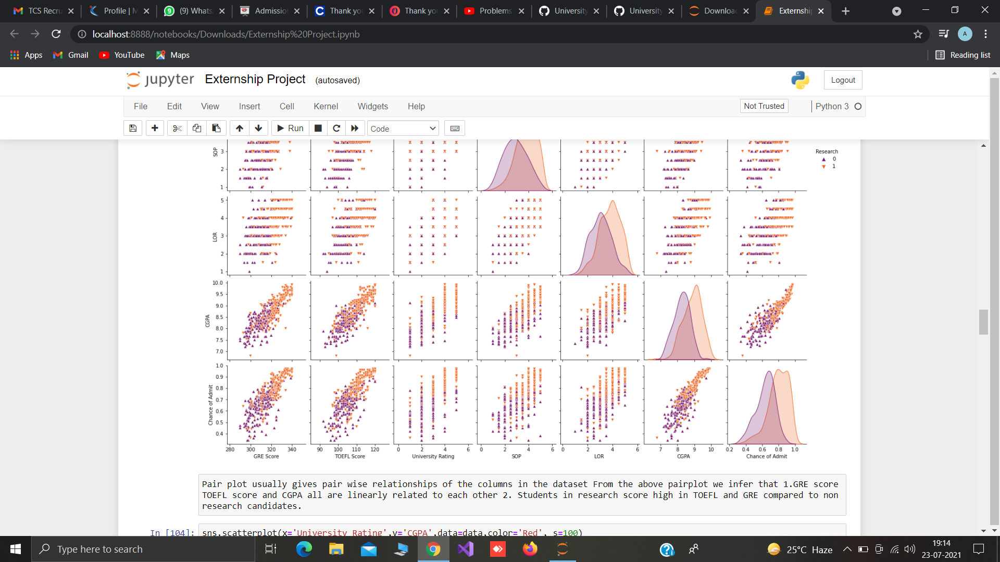 TCS Recru
Profile | M
(9) Whats
Admission
Thank you
Thank you
Problems
University
University
Download
Externship
localhost:8888/notebooks/Downloads/Externship%20Project.ipynb
A
Apps
Gmail
YouTube
Maps
Reading list
jupyter
Externship Project (autosaved)
Logout
File Edit View Insert Cell Kernel Widgets Help
Not Trusted
Python 3
Run
Code
SOP
3
2
1
Research
0
1
LOR
5
4
3
2
1
CGPA
10.0
9.5
9.0
8.5
8.0
7.5
7.0
Chance of Admit
1.0
0.9
0.8
0.7
0.6
0.5
0.4
280 300 320 340
90 100 110 120
0 2 4 6
0 2 4 6
0 2 4 6
7 8 9 10
0.2 0.4 0.6 0.8 1.0
GRE Score
TOEFL Score
University Rating
SOP
LOR
CGPA
Chance of Admit
Pair plot usually gives pair wise relationships of the columns in the dataset From the above pairplot we infer that 1.GRE score
TOEFL score and CGPA all are linearly related to each other 2. Students in research score high in TOEFL and GRE compared to non
research candidates.
In [104]: sns.scatterplot(x='University Rating',y='CGPA',data=data,color='Red', s=100)
Type here to search
25°C Haze
19:14
23-07-2021